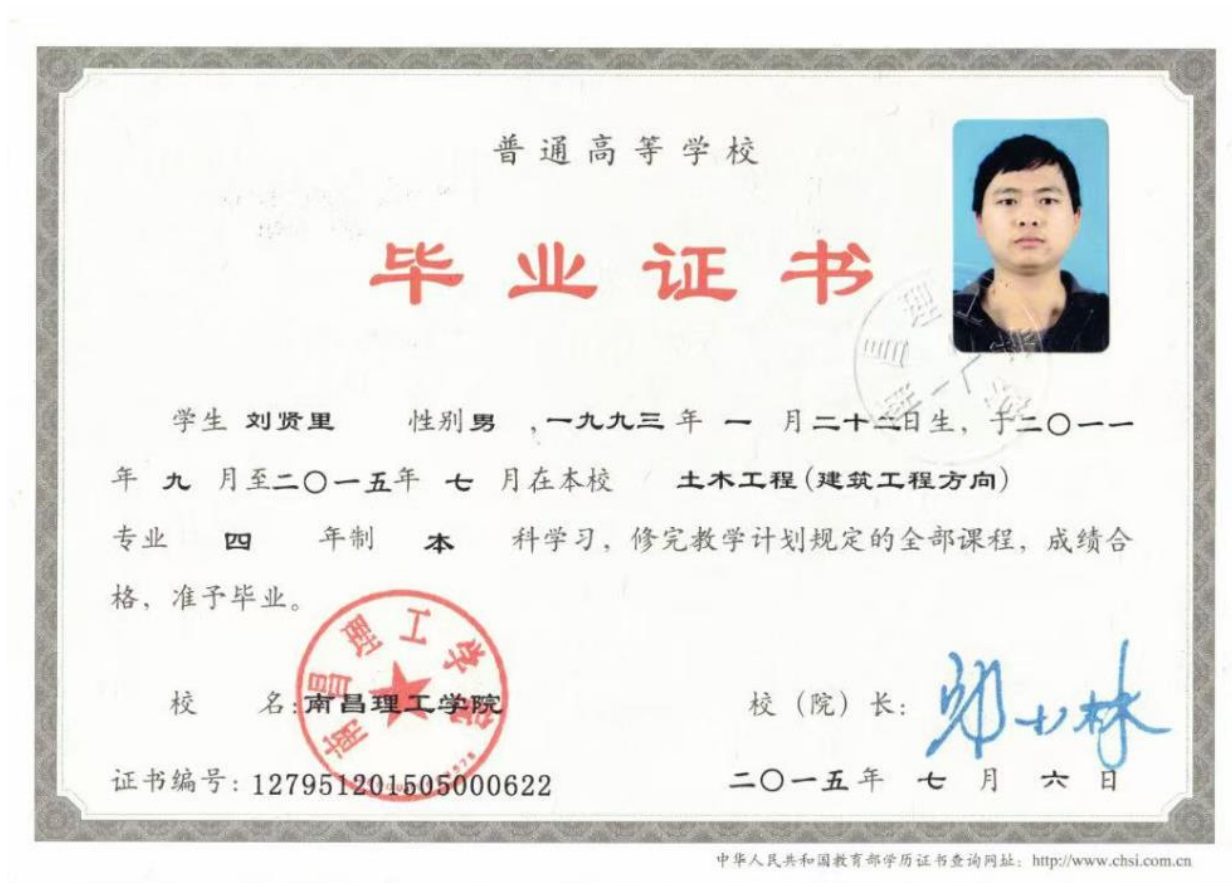 普通高等学校
毕业证书
学生 刘贤里 性别男 ,一九九三 年 一 月二十二日生, 于二〇一一
年 九 月至二〇一五年 七 月在本校 土木工程(建筑工程方向)
专业 四 年制 本 科学习, 修完教学计划规定的全部课程, 成绩合
格, 准予毕业。
南昌理工学院
校 名:南昌理工学院
校 (院) 长:
证书编号: 127951201505000622
二〇一五年 七 月 六 日
中华人民共和国教育部学历证书查询网址: http://www.chsi.com.cn